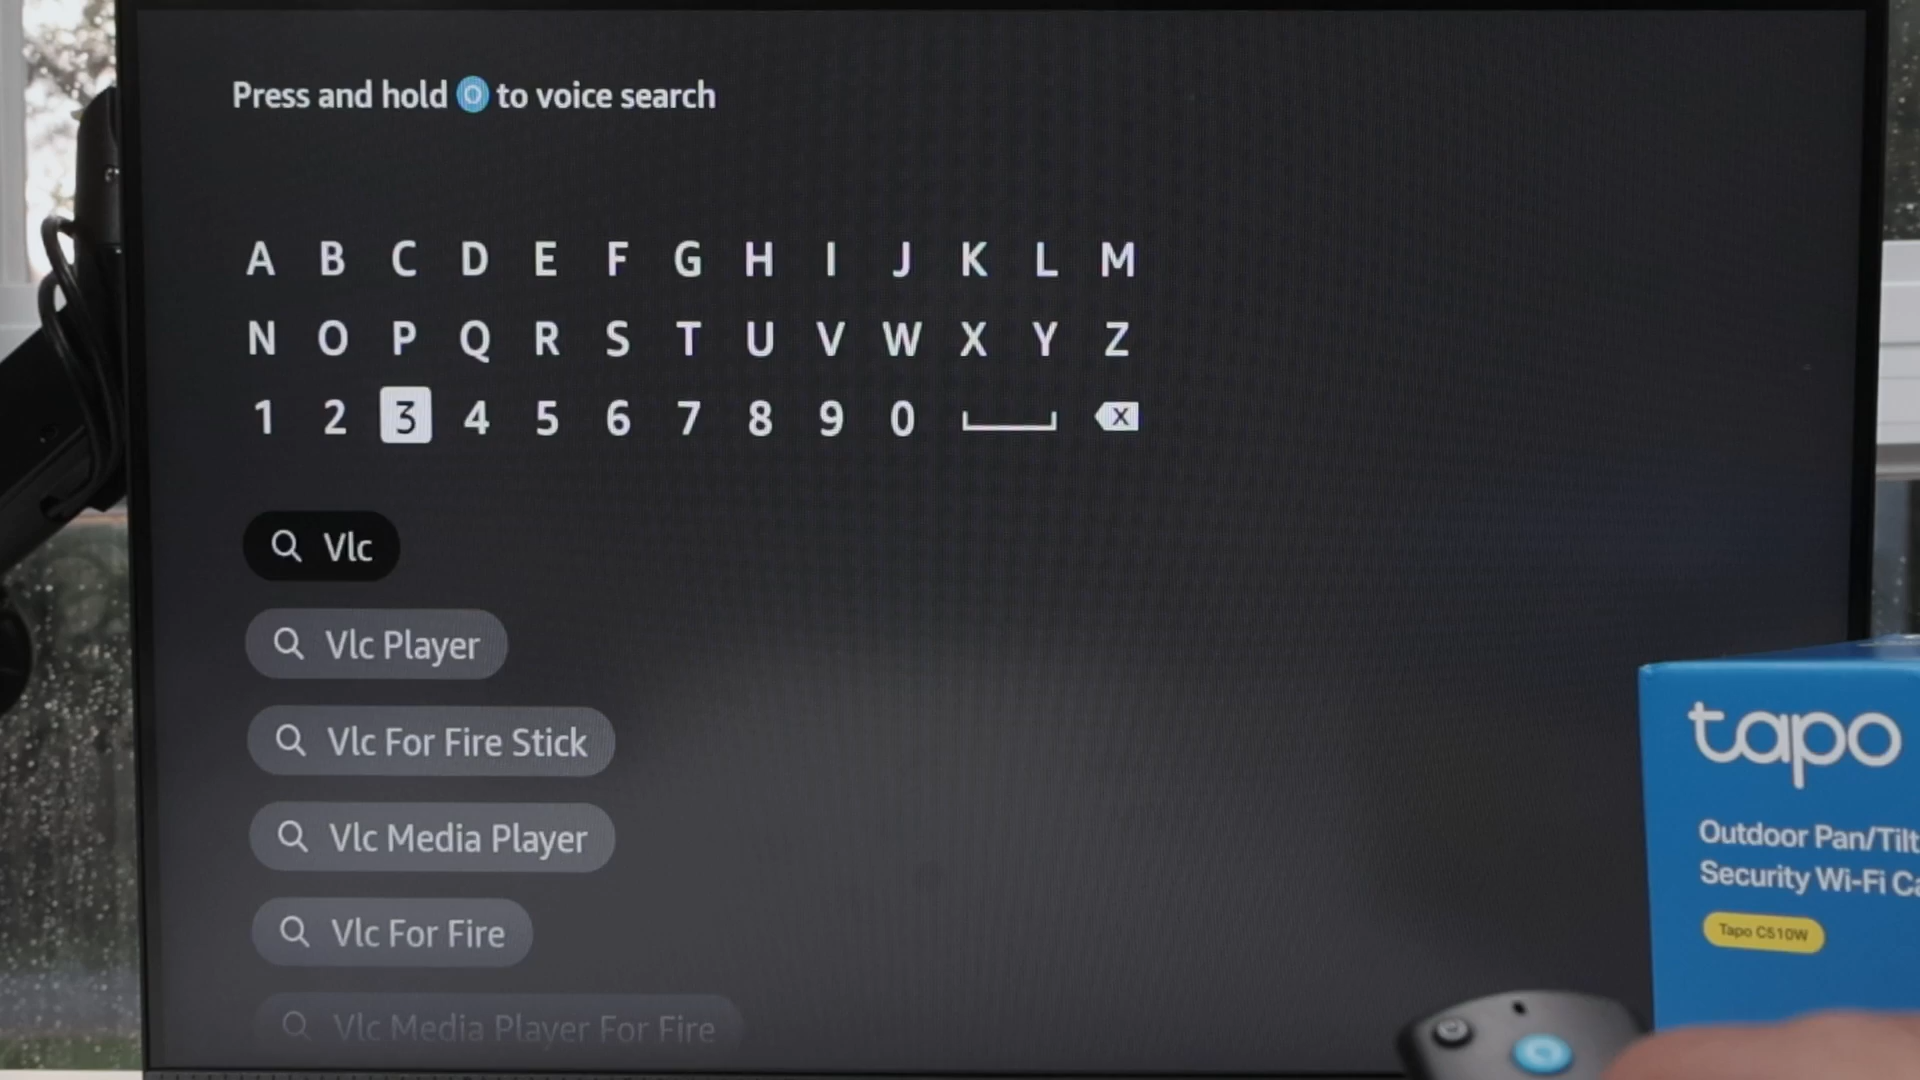 Press and hold to voice search
A B C D E F G H I J K L M
N O P Q R S T U V W X Y Z
1 2 3 4 5 6 7 8 9 0
Vlc
Vlc Player
Vlc For Fire Stick
Vlc Media Player
Vlc For Fire
Vlc Media Player For Fire
tapo
Outdoor Pan/Tilt
Security Wi-Fi Ca
Tapo C510W